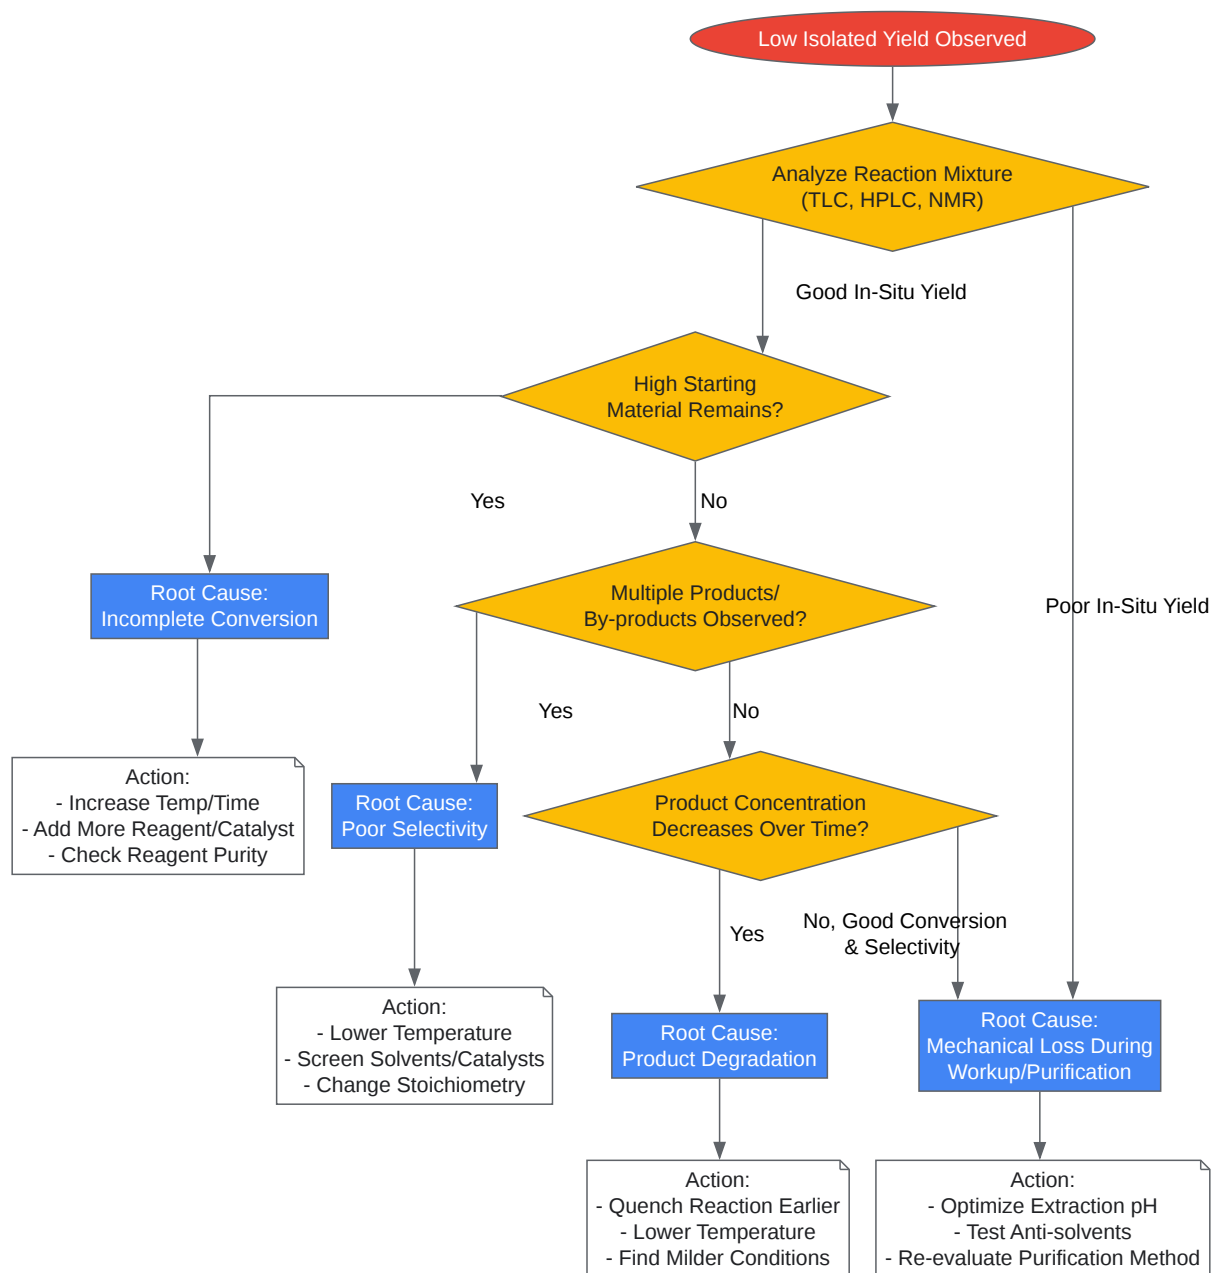 Low Isolated Yield Observed
Analyze Reaction Mixture
(TLC, HPLC, NMR)
Good In-Situ Yield
High Starting
Material Remains?
Yes
No
Root Cause:
Incomplete Conversion
Multiple Products/
By-products Observed?
Poor In-Situ Yield
Yes
No
Action:
- Increase Temp/Time
- Add More Reagent/Catalyst
- Check Reagent Purity
Root Cause:
Poor Selectivity
Product Concentration
Decreases Over Time?
Yes
No, Good Conversion
& Selectivity
Action:
- Lower Temperature
- Screen Solvents/Catalysts
- Change Stoichiometry
Root Cause:
Product Degradation
Root Cause:
Mechanical Loss During
Workup/Purification
Action:
- Quench Reaction Earlier
- Lower Temperature
- Find Milder Conditions
Action:
- Optimize Extraction pH
- Test Anti-solvents
- Re-evaluate Purification Method